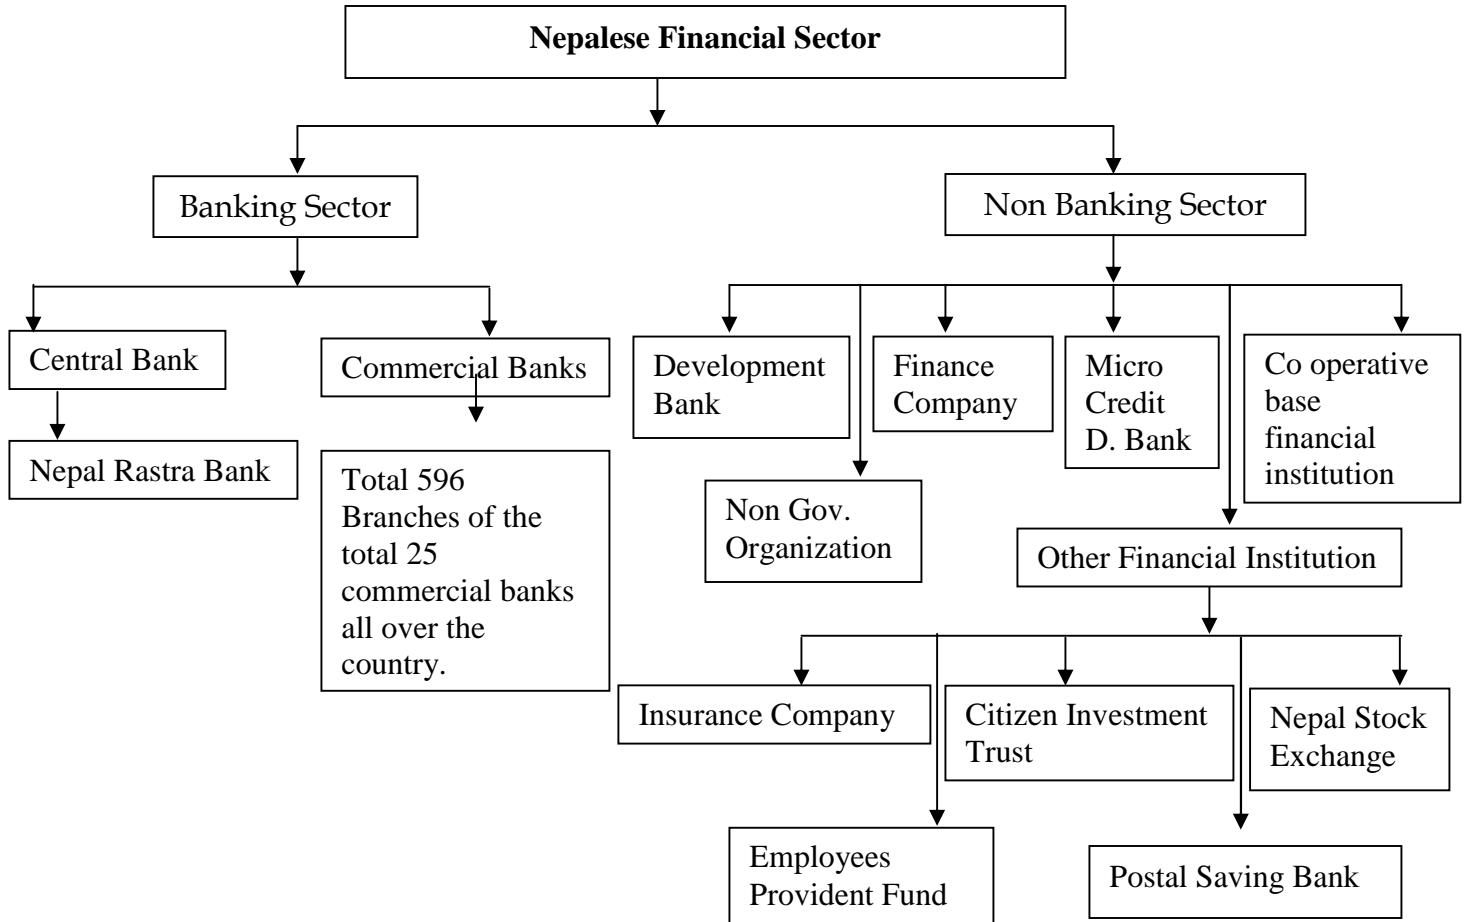 Nepalese Financial Sector
Banking Sector
Non Banking Sector
Central Bank
Commercial Banks
Nepal Rastra Bank
Total 596
Branches of the
total 25
commercial banks
all over the
country.
Development
Bank
Finance
Company
Micro
Credit
D. Bank
Co operative
base
financial
institution
Non Gov.
Organization
Other Financial Institution
Insurance Company
Citizen Investment
Trust
Nepal Stock
Exchange
Employees
Provident Fund
Postal Saving Bank